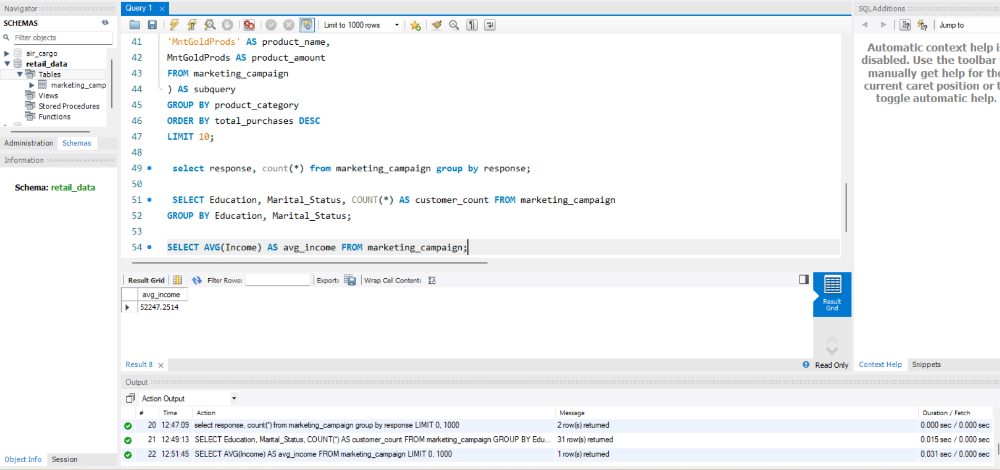 Navigator
SCHEMAS
Filter objects
air_cargo
retail_data
Tables
marketing_camp
Views
Stored Procedures
Functions
Administration Schemas
Information
Schema: retail_data
Object Info Session
Query 1
Limit to 1000 rows
41 'MntGoldProds' AS product_name,
42 MntGoldProds AS product_amount
43 FROM marketing_campaign
44 ) AS subquery
45 GROUP BY product_category
46 ORDER BY total_purchases DESC
47 LIMIT 10;
48
49 select response, count(*) from marketing_campaign group by response;
50
51 SELECT Education, Marital_Status, COUNT(*) AS customer_count FROM marketing_campaign
52 GROUP BY Education, Marital_Status;
53
54 SELECT AVG(Income) AS avg_income FROM marketing_campaign;
Result Grid Filter Rows: Export: Wrap Cell Content:
avg_income
52247.2514
Result
Grid
Result 8
Read Only
Output
Action Output
# Time Action Message Duration / Fetch
20 12:47:09 select response, count(*) from marketing_campaign group by response LIMIT 0, 1000 2 row(s) returned 0.000 sec / 0.000 sec
21 12:49:13 SELECT Education, Marital_Status, COUNT(*) AS customer_count FROM marketing_campaign GROUP BY Edu... 31 row(s) returned 0.015 sec / 0.000 sec
22 12:51:45 SELECT AVG(Income) AS avg_income FROM marketing_campaign LIMIT 0, 1000 1 row(s) returned 0.031 sec / 0.000 sec
SQLAdditions
Jump to
Automatic context help is
disabled. Use the toolbar
manually get help for the
current caret position or t
toggle automatic help.
Context Help Snippets